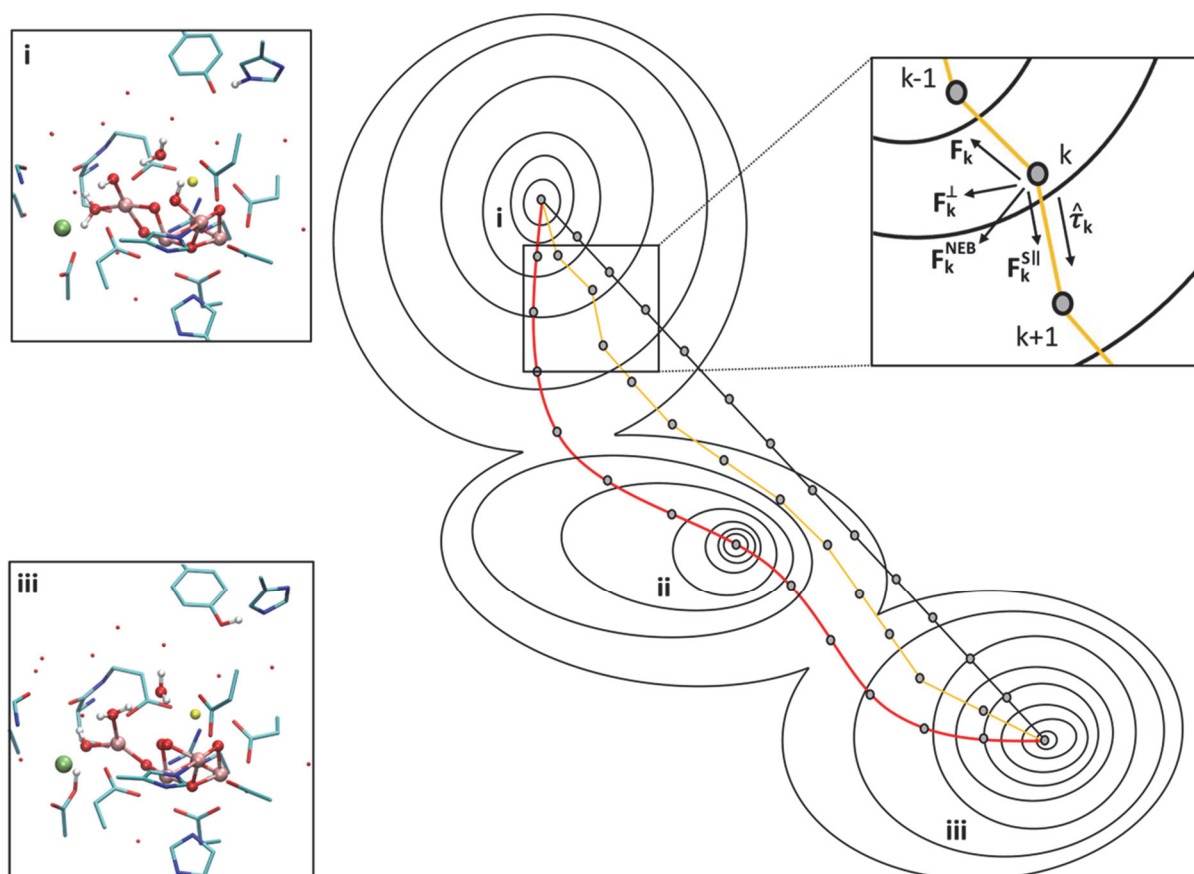 i
k-1
k
F_k
F_k^⊥
τ̂_k
F_k^NEB
F_k^S||
k+1
i
ii
iii
iii